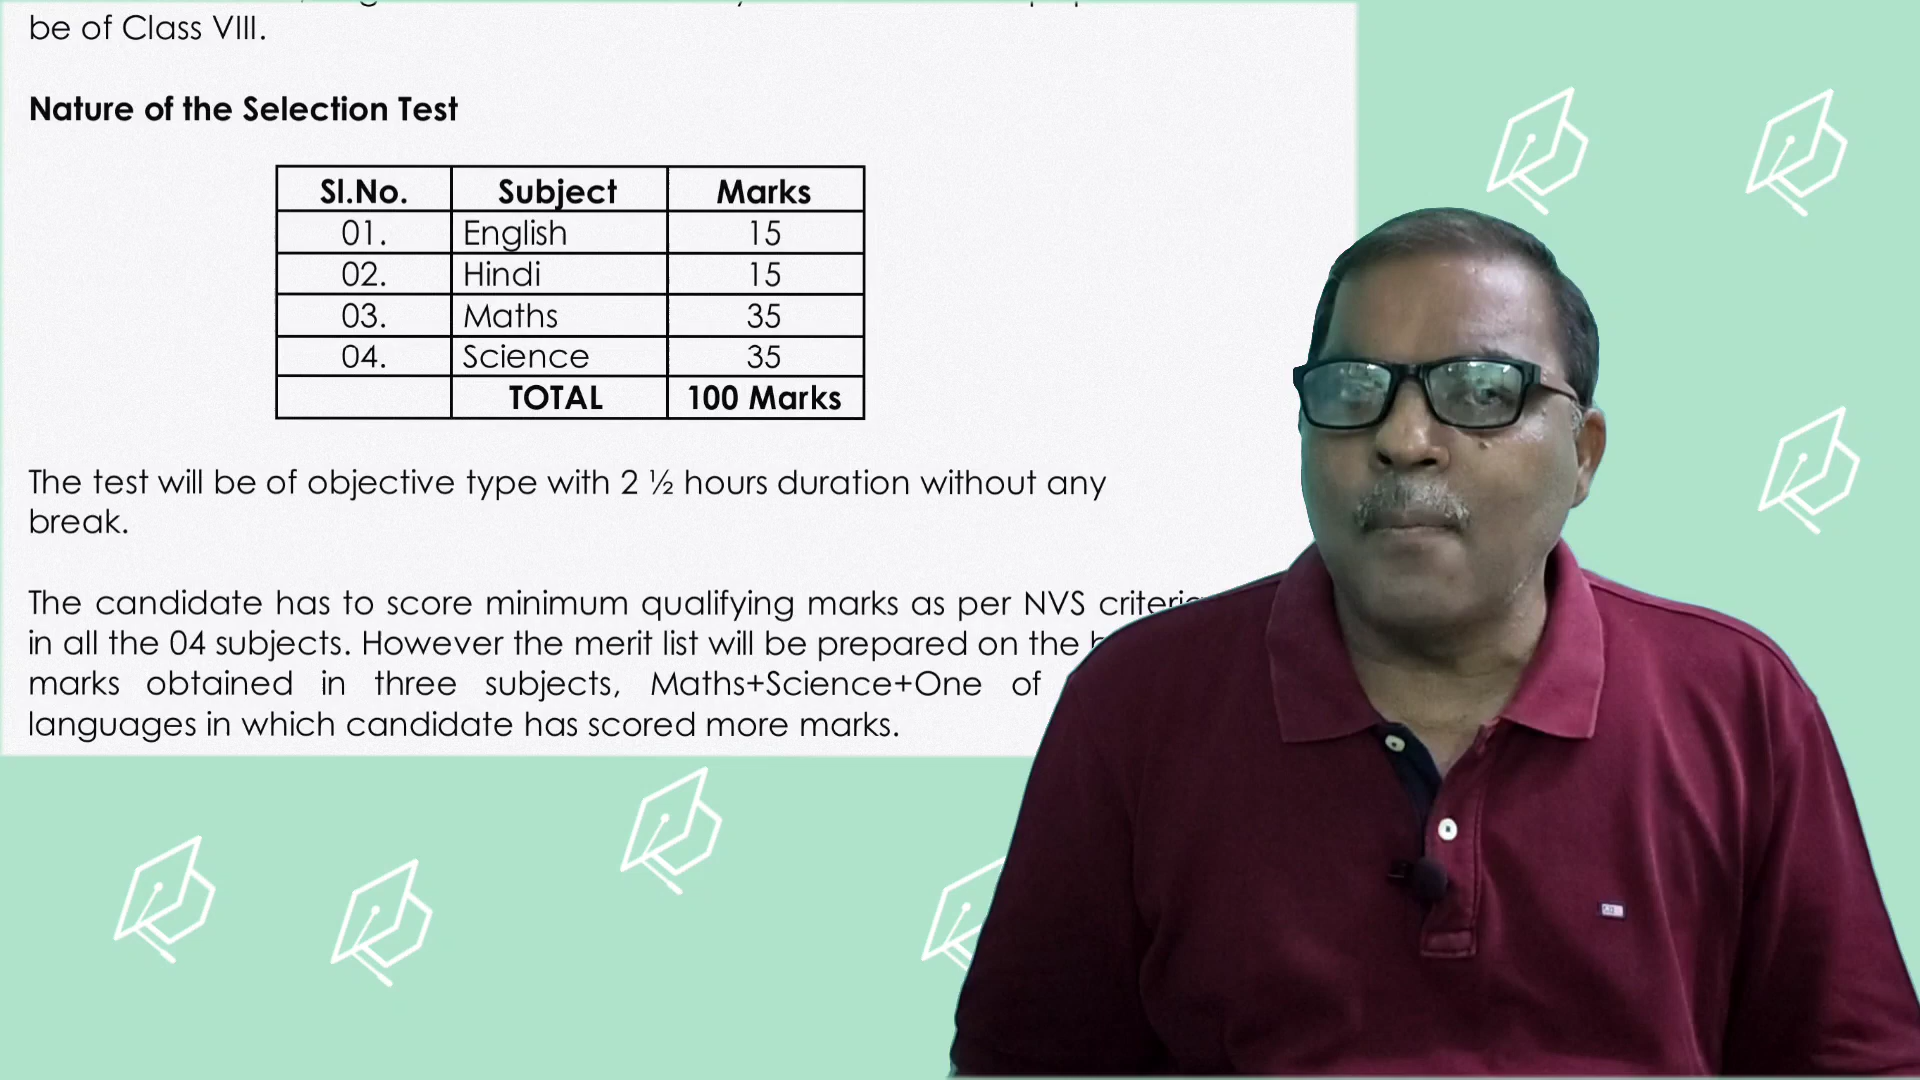 be of Class VIII.
Nature of the Selection Test
Sl.No. Subject Marks
01. English 15
02. Hindi 15
03. Maths 35
04. Science 35
TOTAL 100 Marks
The test will be of objective type with 2 ½ hours duration without any
break.
The candidate has to score minimum qualifying marks as per NVS
in all the 04 subjects. However the merit list will be prepared on the
marks obtained in three subjects, Maths+Science+One of
languages in which candidate has scored more marks.